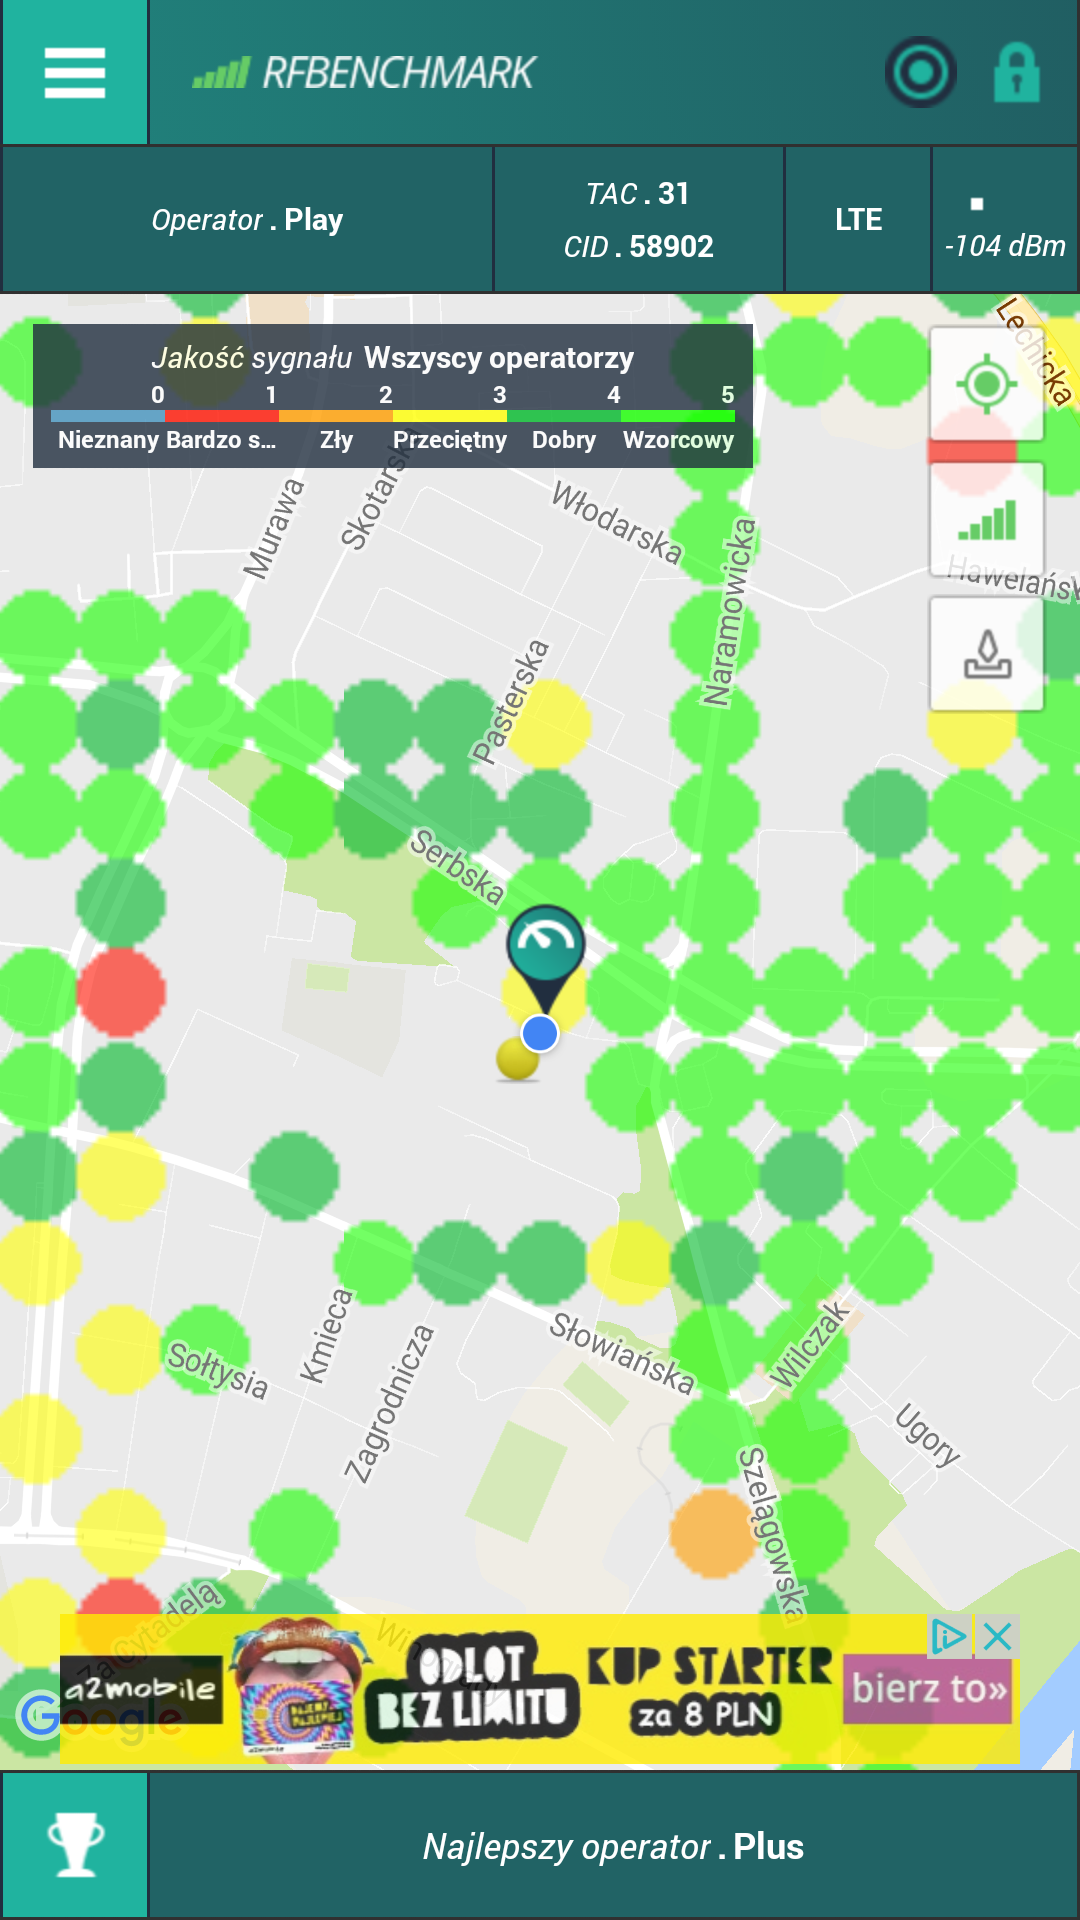 RFBENCHMARK
Operator . Play
TAC . 31
CID . 58902
LTE
-104 dBm
Jakość sygnału Wszyscy operatorzy
0 1 2 3 4 5
Nieznany Bardzo s... Zły Przeciętny Dobry Wzorcowy
Lechicka
Murawa
Skotarska
Włodarska
Naramowicka
Hawelańsk
Pasterska
Serbska
Kmieca
Sołtysia
Zagrodnicza
Słowiańska
Wilczak
Ugory
Szelągowska
Za Cytadelą
Google
a2mobile
ODLOT
BEZ LIMITU
KUP STARTER
za 8 PLN
bierz to»
Najlepszy operator . Plus